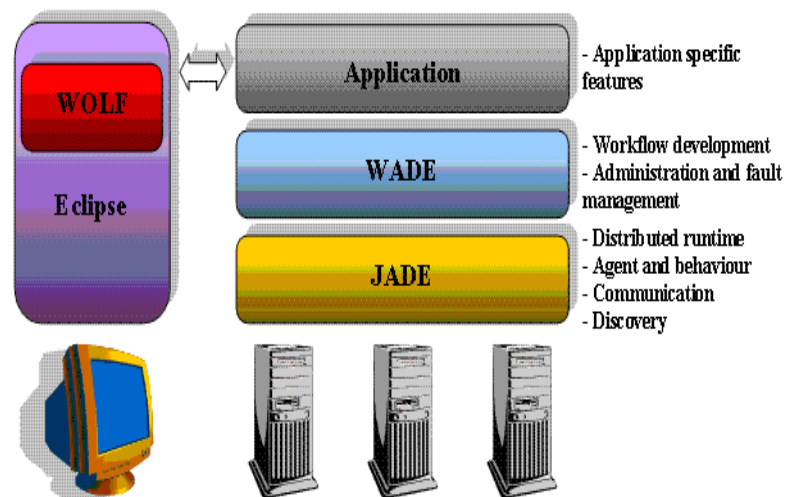 WOLF
Eclipse
Application
- Application specific
features
WADE
- Workflow development
- Administration and fault
management
JADE
- Distributed runtime
- Agent and behaviour
- Communication
- Discovery